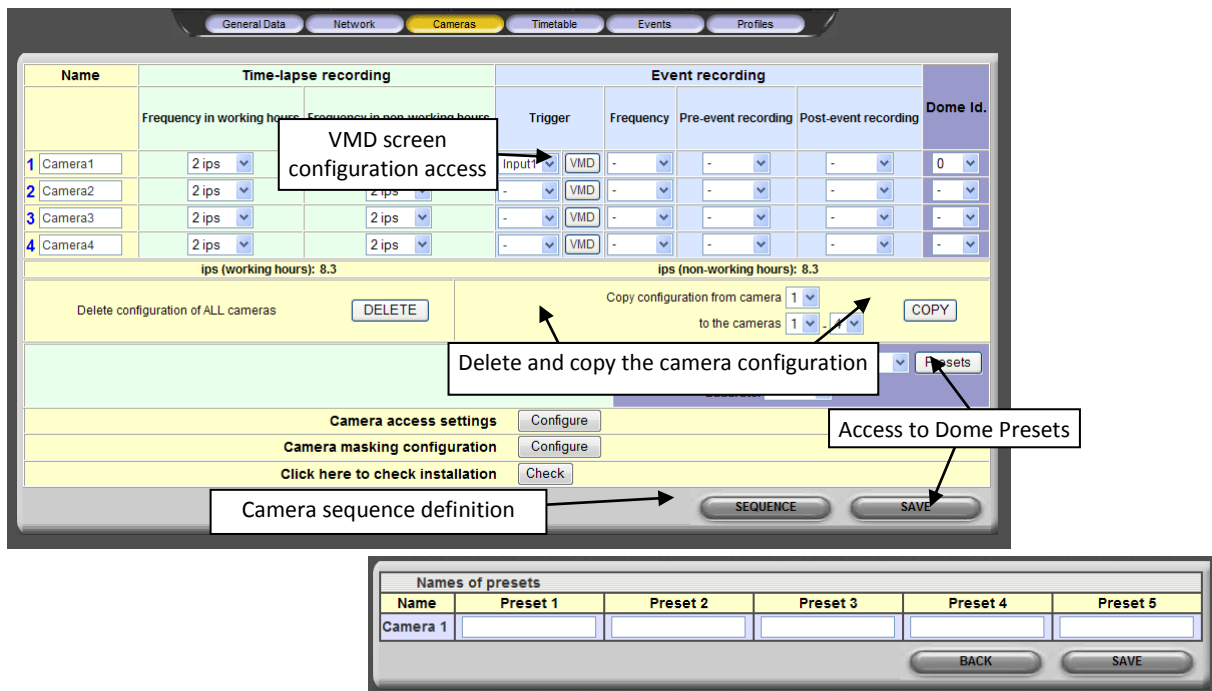 General Data Network Cameras Timetable Events Profiles
Name Time-lapse recording Event recording Dome Id.
Frequency in working hours Frequency in non-working hours Trigger Frequency Pre-event recording Post-event recording
VMD screen
configuration access
1 Camera1 2 ips Input1 VMD - - - 0
2 Camera2 2 ips 2 ips - VMD - - - -
3 Camera3 2 ips 2 ips - VMD - - - -
4 Camera4 2 ips 2 ips - VMD - - - -
ips (working hours): 8.3 ips (non-working hours): 8.3
Delete configuration of ALL cameras DELETE Copy configuration from camera 1 COPY
to the cameras 1 - 4
Delete and copy the camera configuration
Presets
Access to Dome Presets
Camera access settings Configure
Camera masking configuration Configure
Click here to check installation Check
Camera sequence definition
SEQUENCE SAVE
Names of presets
Name Preset 1 Preset 2 Preset 3 Preset 4 Preset 5
Camera 1
BACK SAVE